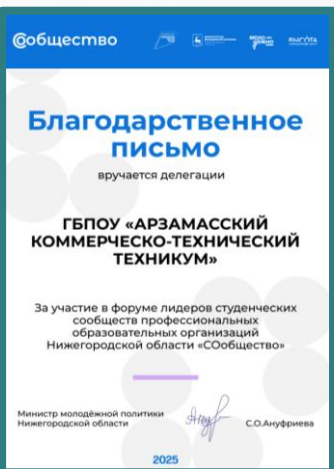 СОобщество
ВЫСОТА
Благодарственное
письмо
вручается делегации
ГБПОУ «АРЗАМАССКИЙ
КОММЕРЧЕСКО-ТЕХНИЧЕСКИЙ
ТЕХНИКУМ»
За участие в форуме лидеров студенческих
сообществ профессиональных
образовательных организаций
Нижегородской области «СООбщество»
Министр молодёжной политики
Нижегородской области
С.О.Ануфриева
2025